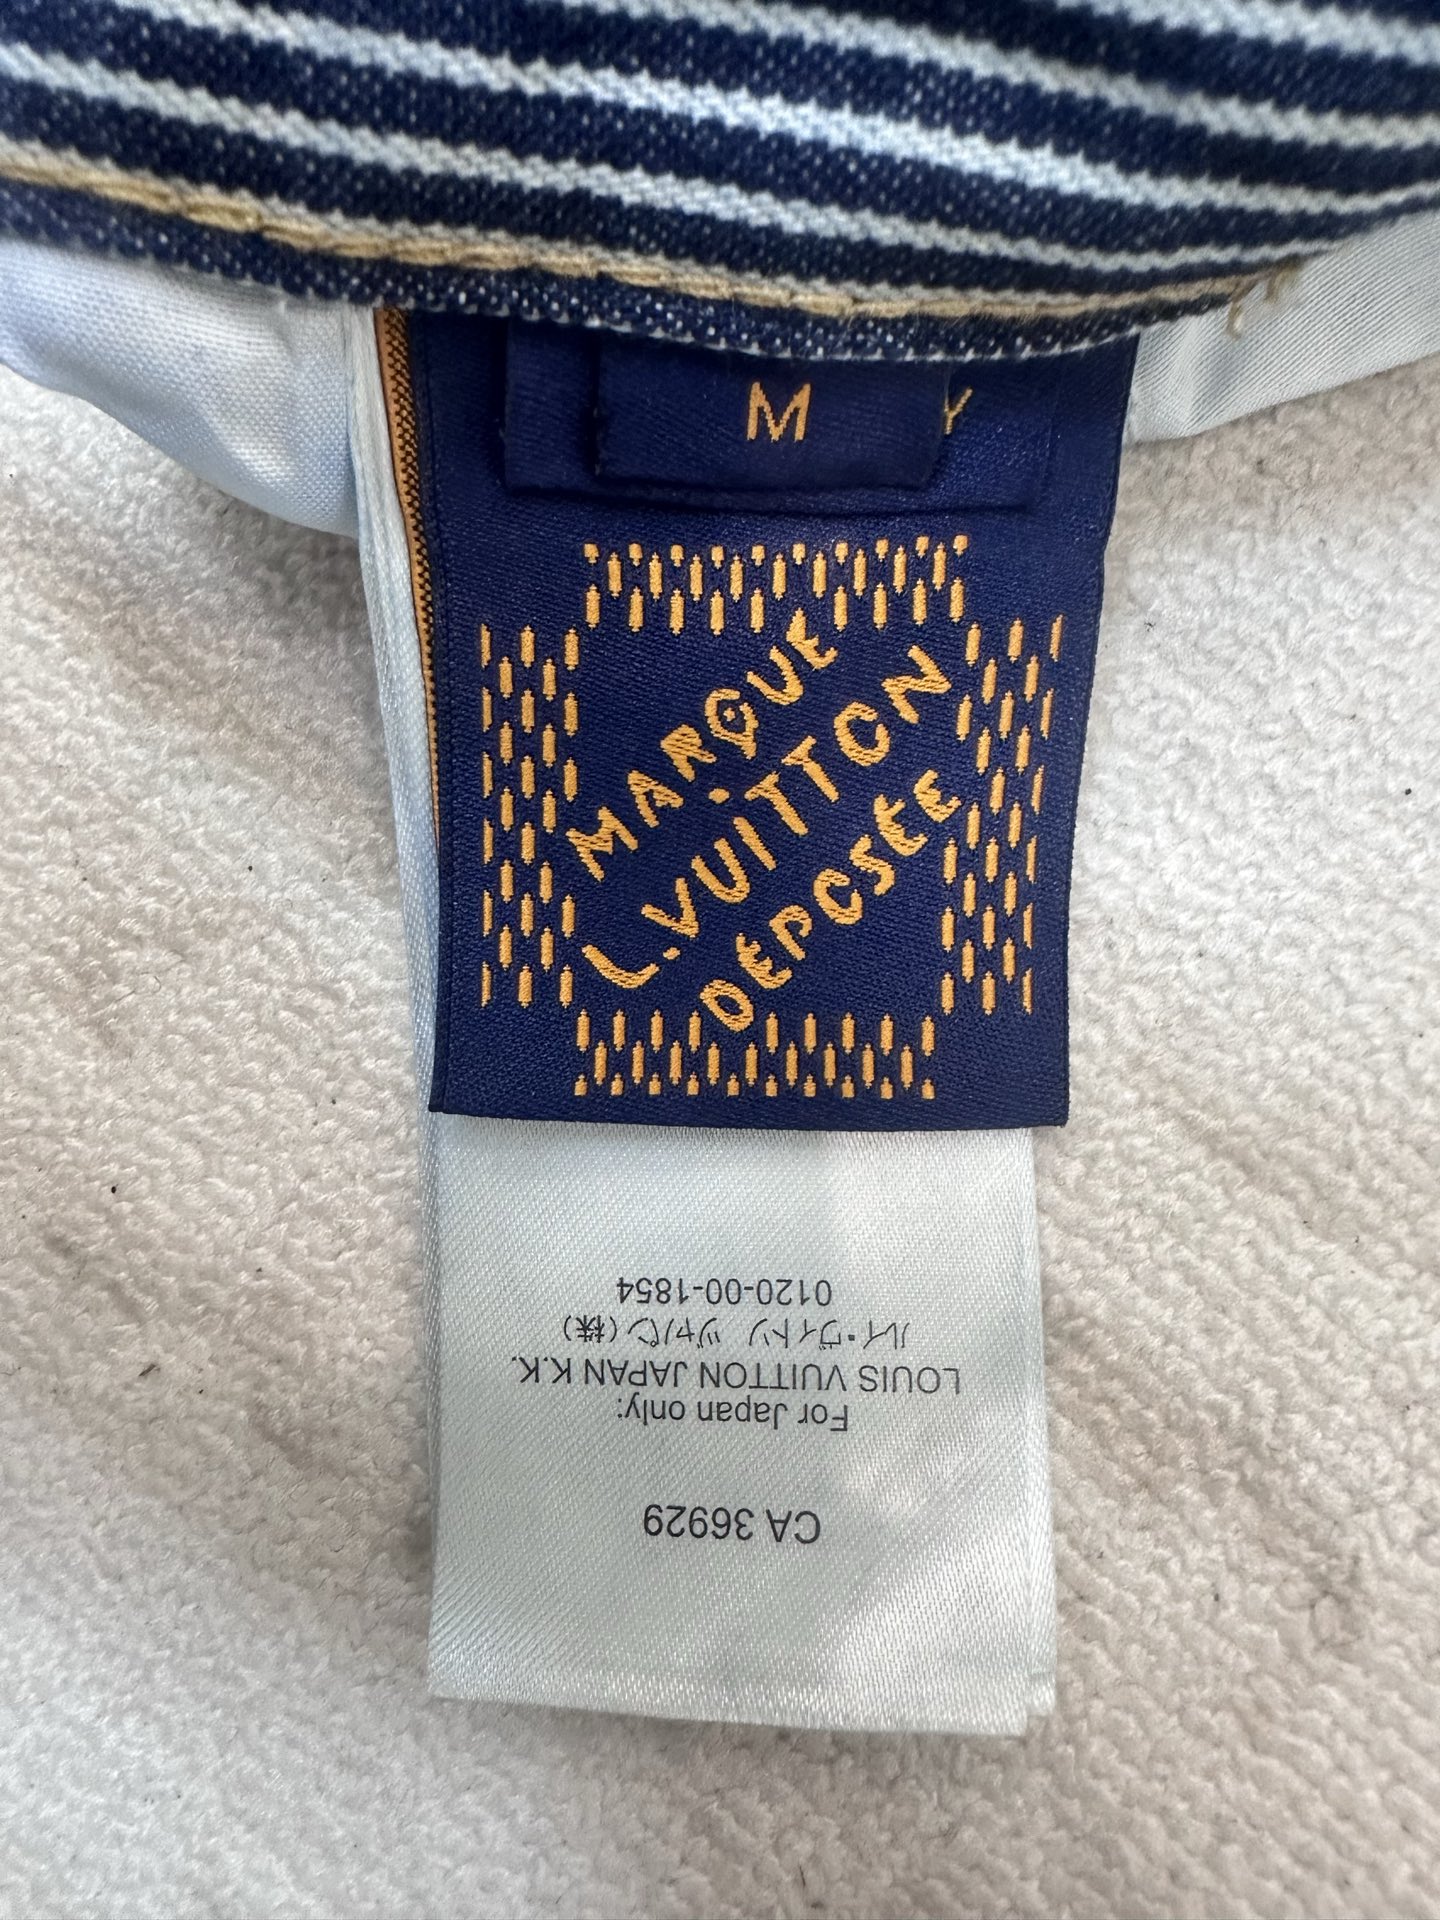 M
Y
MARQUE
L.VUITTON
DEPOSEE
CA 36929
For Japan only:
LOUIS VUITTON JAPAN K.K.
ルイ・ヴィトン ジャパン(株)
0120-00-1854